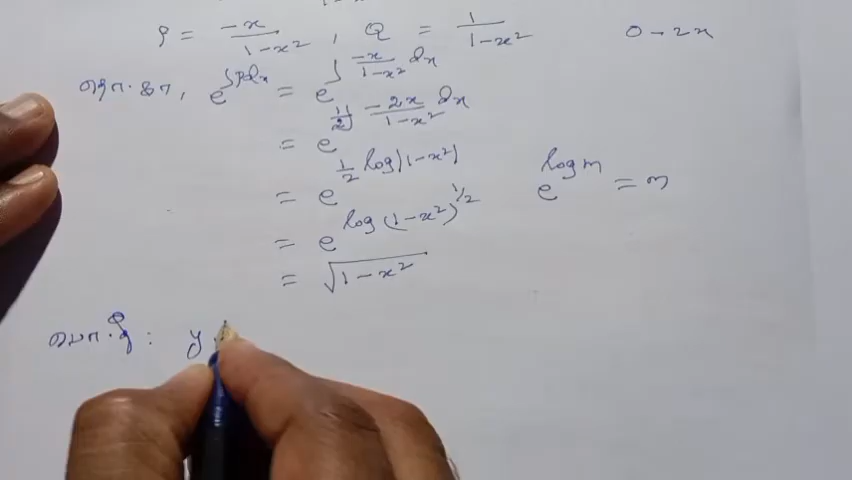 P = -x/(1-x²), Q = 1/(1-x²) 0-2x
தொ.கா, e^∫Pdx = e^∫ -x/(1-x²) dx
= e^½∫ -2x/(1-x²) dx
= e^½ log(1-x²) e^log m = m
= e^log (1-x²)^½
= √(1-x²)
பொ.தீ : y.